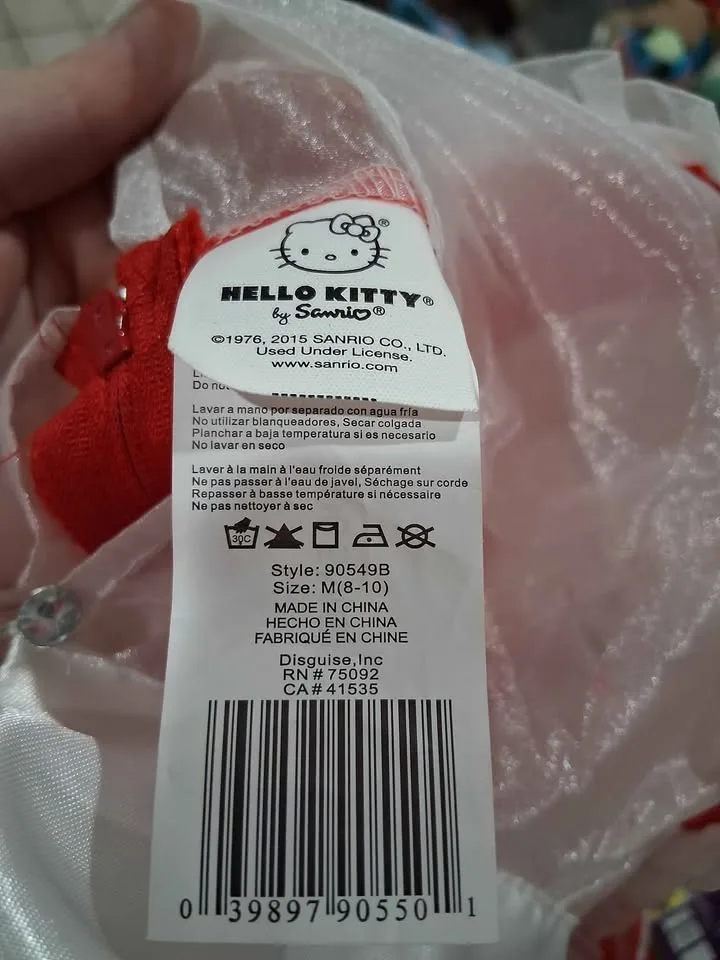 HELLO KITTY®
by Sanrio®
©1976, 2015 SANRIO CO., LTD.
Used Under License.
www.sanrio.com
Do not
Lavar a mano por separado con agua fría
No utilizar blanqueadores, Secar colgada
Planchar a baja temperatura si es necesario
No lavar en seco
Laver à la main à l'eau froide séparément
Ne pas passer à l'eau de javel, Séchage sur corde
Repasser à basse température si nécessaire
Ne pas nettoyer à sec
30C
Style: 90549B
Size: M(8-10)
MADE IN CHINA
HECHO EN CHINA
FABRIQUÉ EN CHINE
Disguise,Inc
RN # 75092
CA # 41535
0 39897 90550 1